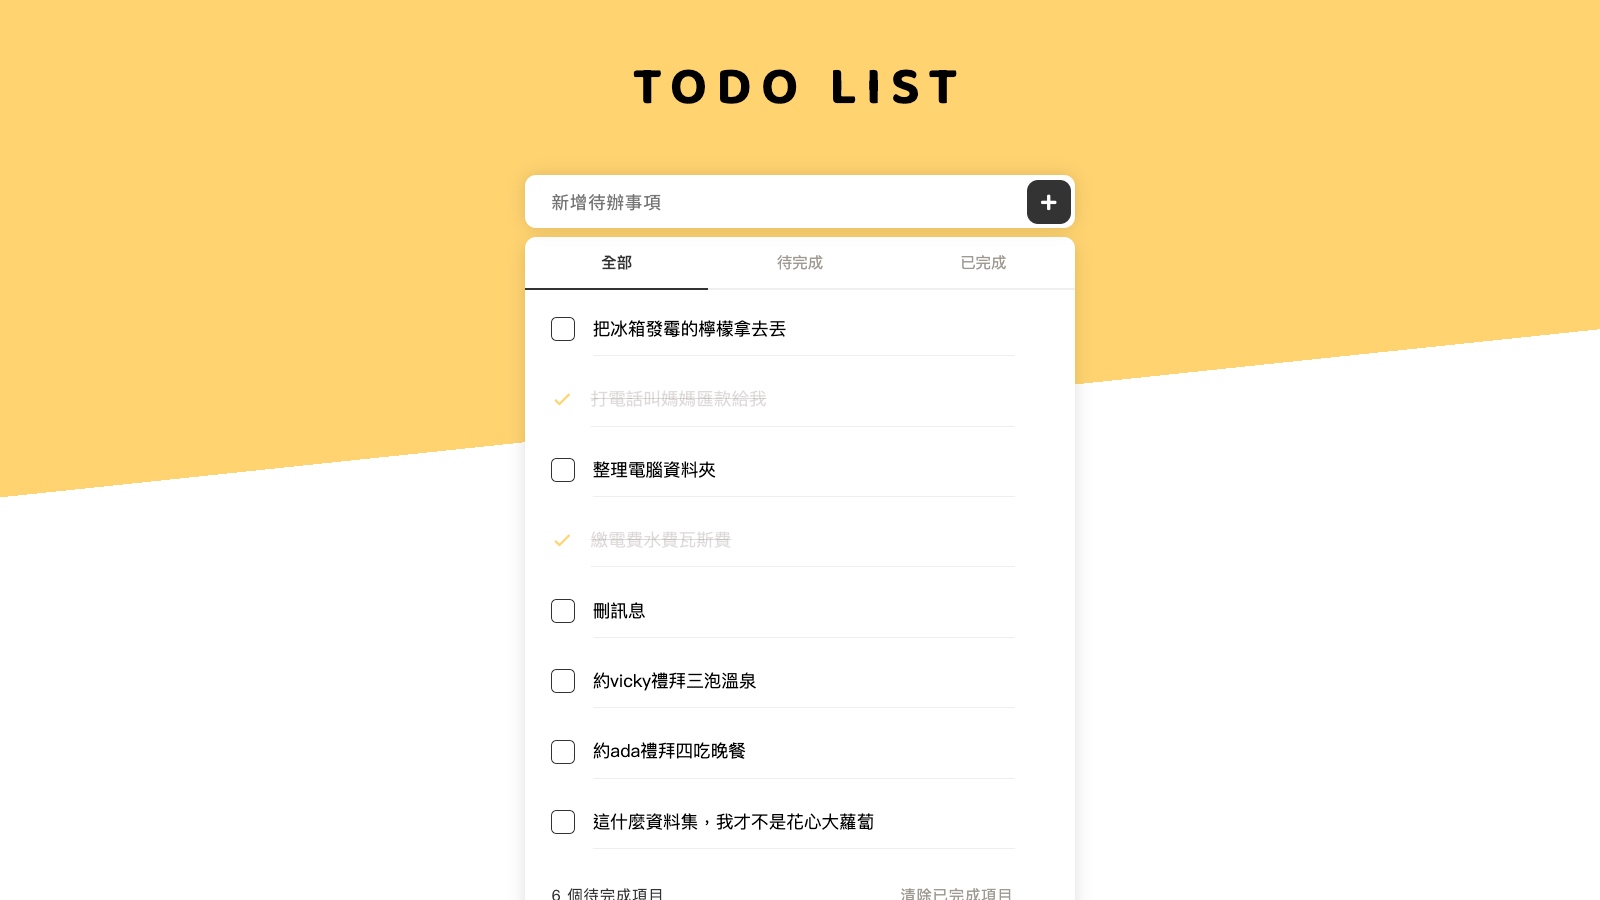 TODO LIST
新增待辦事項
全部 待完成 已完成
把冰箱發霉的檸檬拿去丟
打電話叫媽媽匯款給我
整理電腦資料夾
繳電費水費瓦斯費
刪訊息
約vicky禮拜三泡溫泉
約ada禮拜四吃晚餐
這什麼資料集，我才不是花心大蘿蔔
6 個待完成項目 清除已完成項目